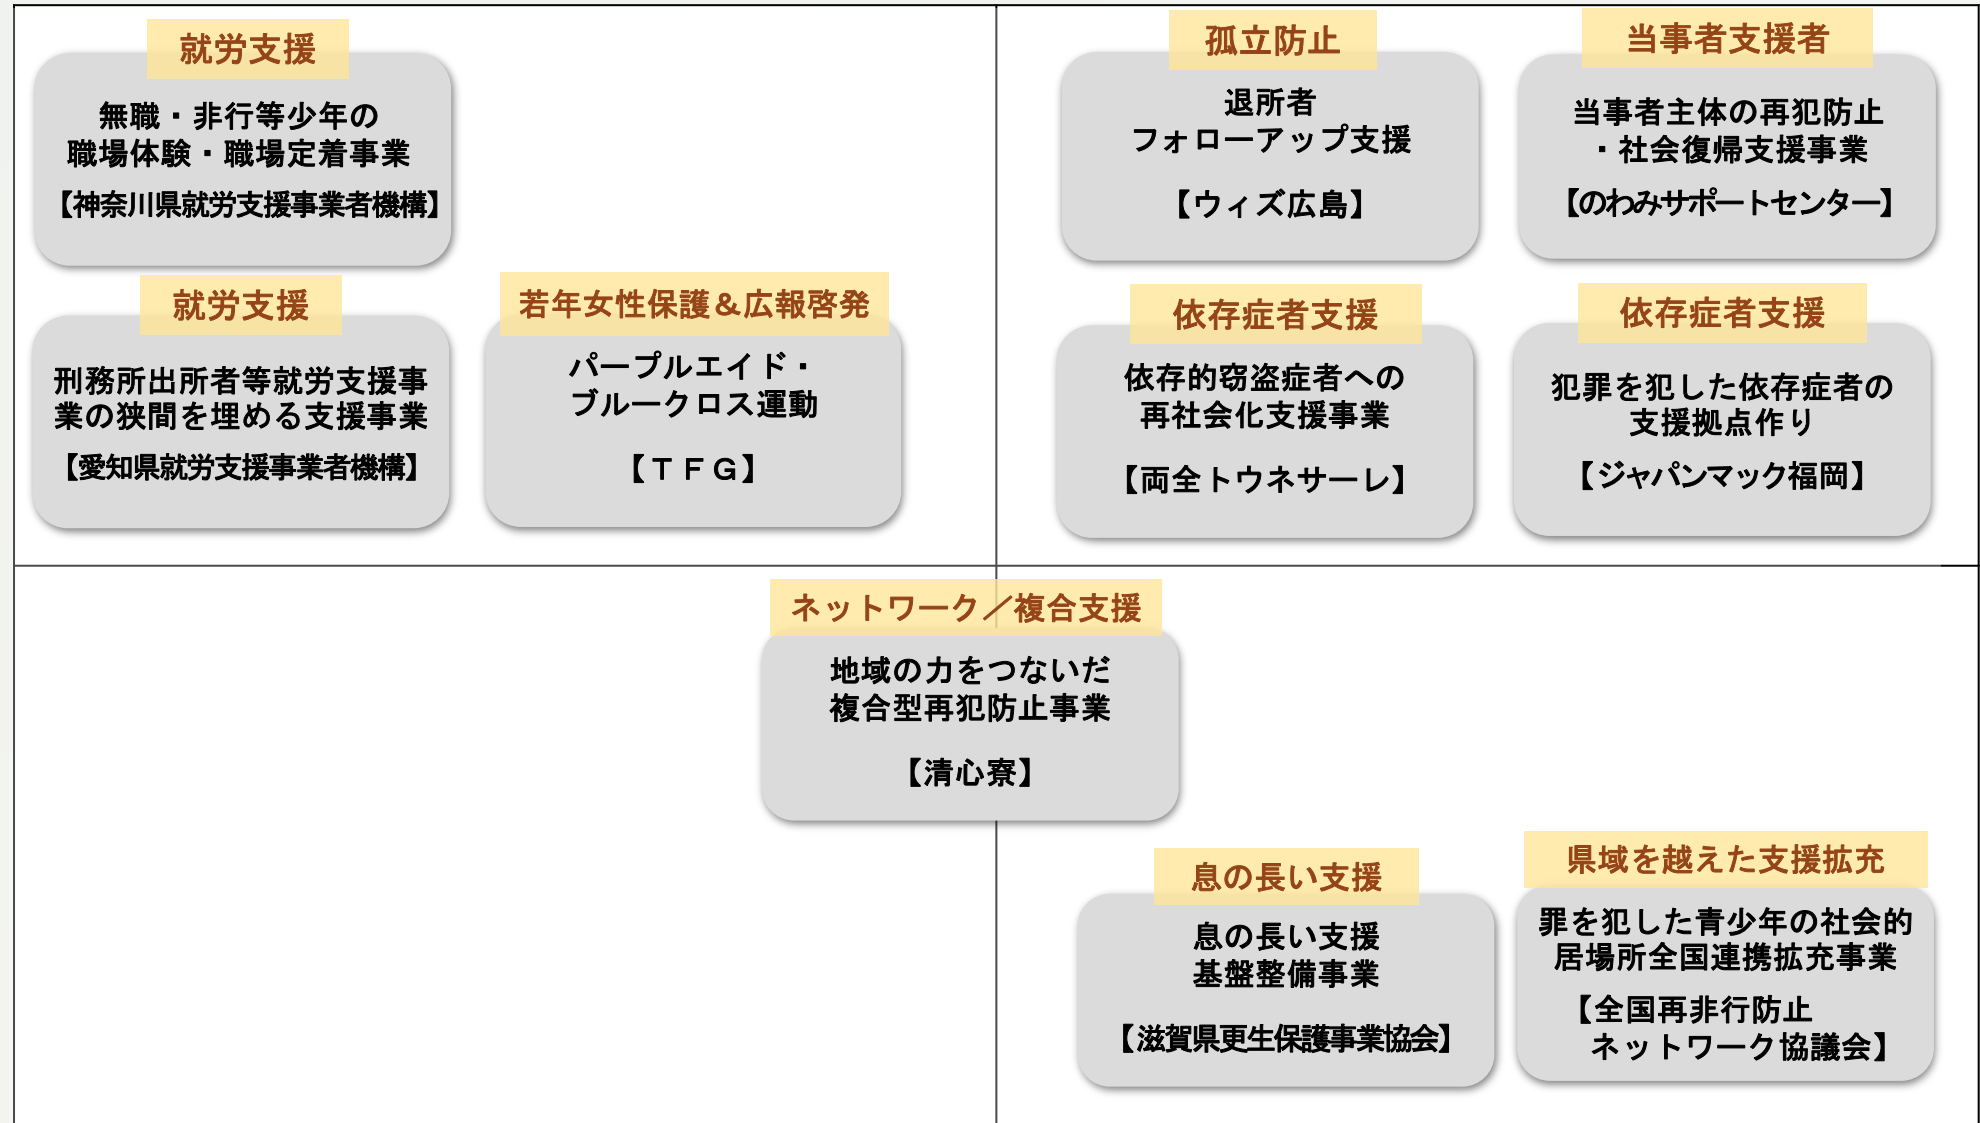 就労支援
無職・非行等少年の
職場体験・職場定着事業
【神奈川県就労支援事業者機構】
就労支援
刑務所出所者等就労支援事
業の狭間を埋める支援事業
【愛知県就労支援事業者機構】
若年女性保護＆広報啓発
パープルエイド・
ブルークロス運動
【ＴＦＧ】
孤立防止
退所者
フォローアップ支援
【ウィズ広島】
当事者支援者
当事者主体の再犯防止
・社会復帰支援事業
【のわみサポートセンター】
依存症者支援
依存的窃盗症者への
再社会化支援事業
【両全トウネサーレ】
依存症者支援
犯罪を犯した依存症者の
支援拠点作り
【ジャパンマック福岡】
ネットワーク／複合支援
地域の力をつないだ
複合型再犯防止事業
【清心寮】
息の長い支援
息の長い支援
基盤整備事業
【滋賀県更生保護事業協会】
県域を越えた支援拡充
罪を犯した青少年の社会的
居場所全国連携拡充事業
【全国再非行防止
ネットワーク協議会】